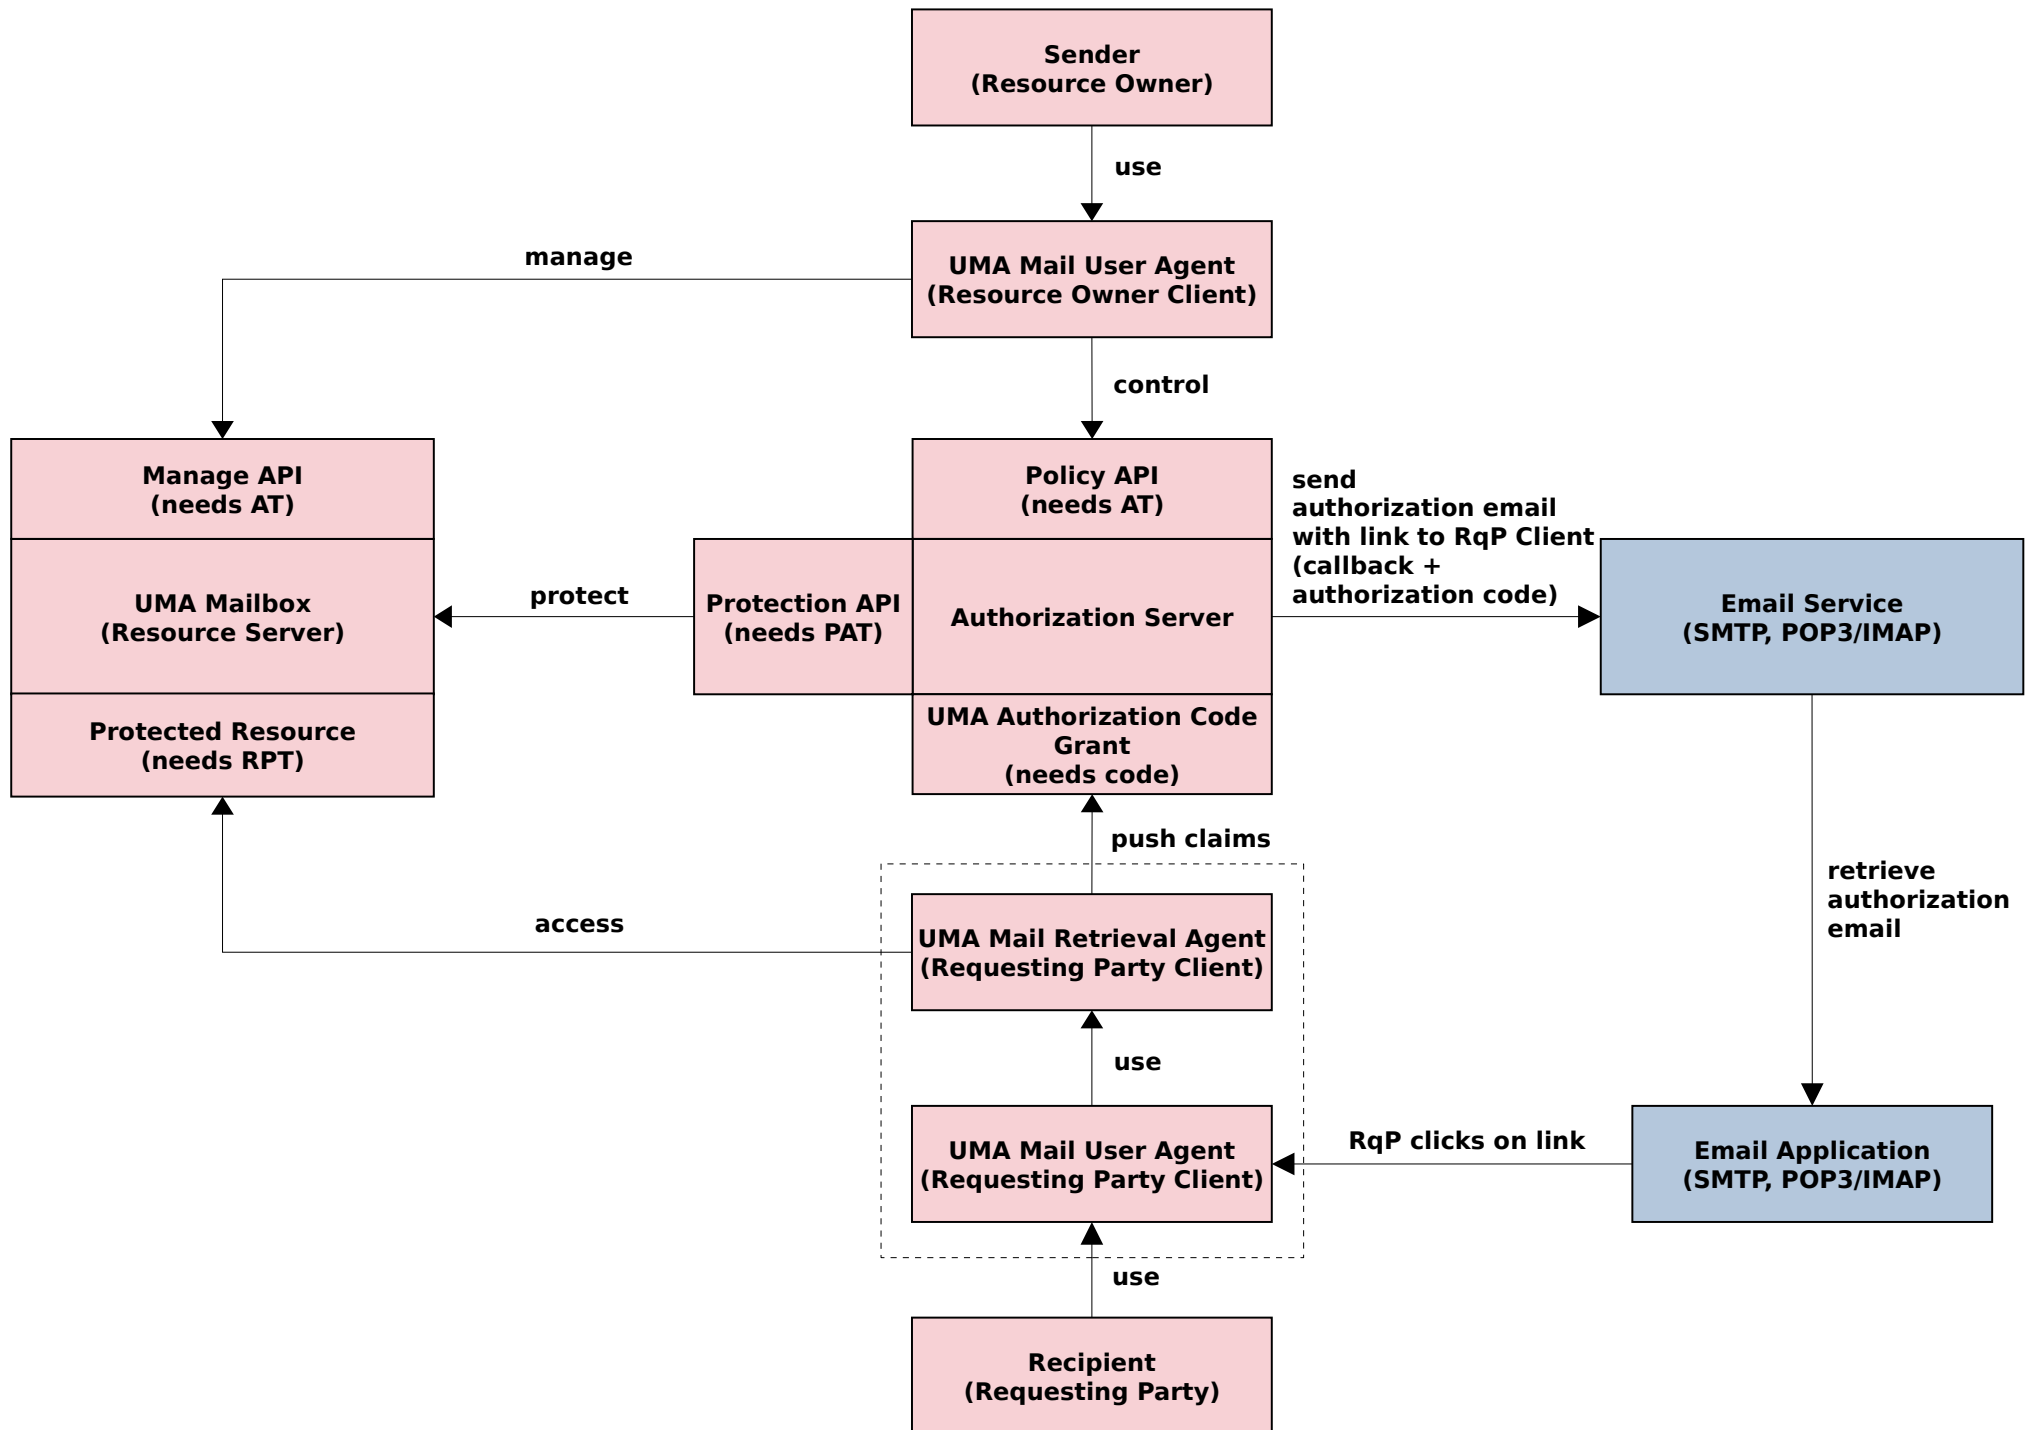 Sender
(Resource Owner)
use
manage
UMA Mail User Agent
(Resource Owner Client)
control
Manage API
(needs AT)
Policy API
(needs AT)
send
authorization email
with link to RqP Client
(callback +
authorization code)
UMA Mailbox
(Resource Server)
protect
Protection API
(needs PAT)
Authorization Server
Email Service
(SMTP, POP3/IMAP)
Protected Resource
(needs RPT)
UMA Authorization Code
Grant
(needs code)
push claims
retrieve
authorization
email
access
UMA Mail Retrieval Agent
(Requesting Party Client)
use
UMA Mail User Agent
(Requesting Party Client)
RqP clicks on link
Email Application
(SMTP, POP3/IMAP)
use
Recipient
(Requesting Party)